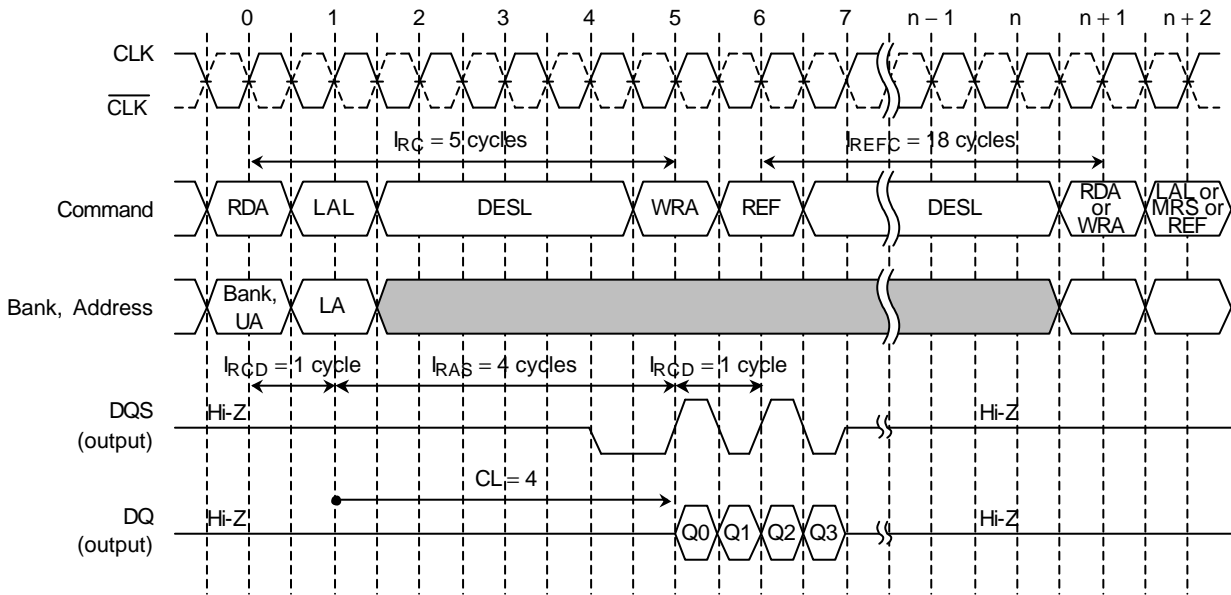 0 1 2 3 4 5 6 7 n − 1 n n + 1 n + 2
CLK
CLK
IRC = 5 cycles IREFC = 18 cycles
Command RDA LAL DESL WRA REF DESL RDA or WRA LAL or MRS or REF
Bank, Address Bank, UA LA
IRCD = 1 cycle IRAS = 4 cycles IRCD = 1 cycle
DQS (output) Hi-Z Hi-Z
CL = 4
DQ (output) Hi-Z Q0 Q1 Q2 Q3 Hi-Z